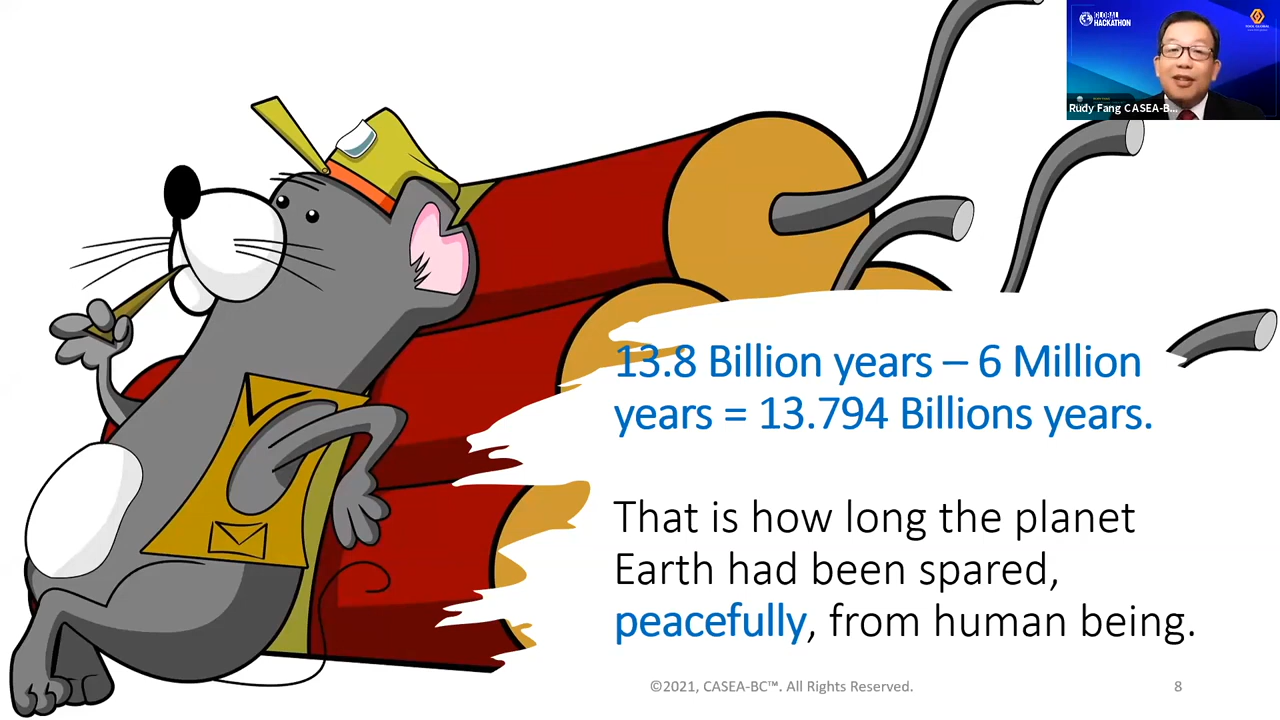 GLOBAL
HACKATHON
Rudy Fang CASEA-B...
13.8 Billion years – 6 Million
years = 13.794 Billions years.
That is how long the planet
Earth had been spared,
peacefully, from human being.
©2021, CASEA-BC™. All Rights Reserved.
8